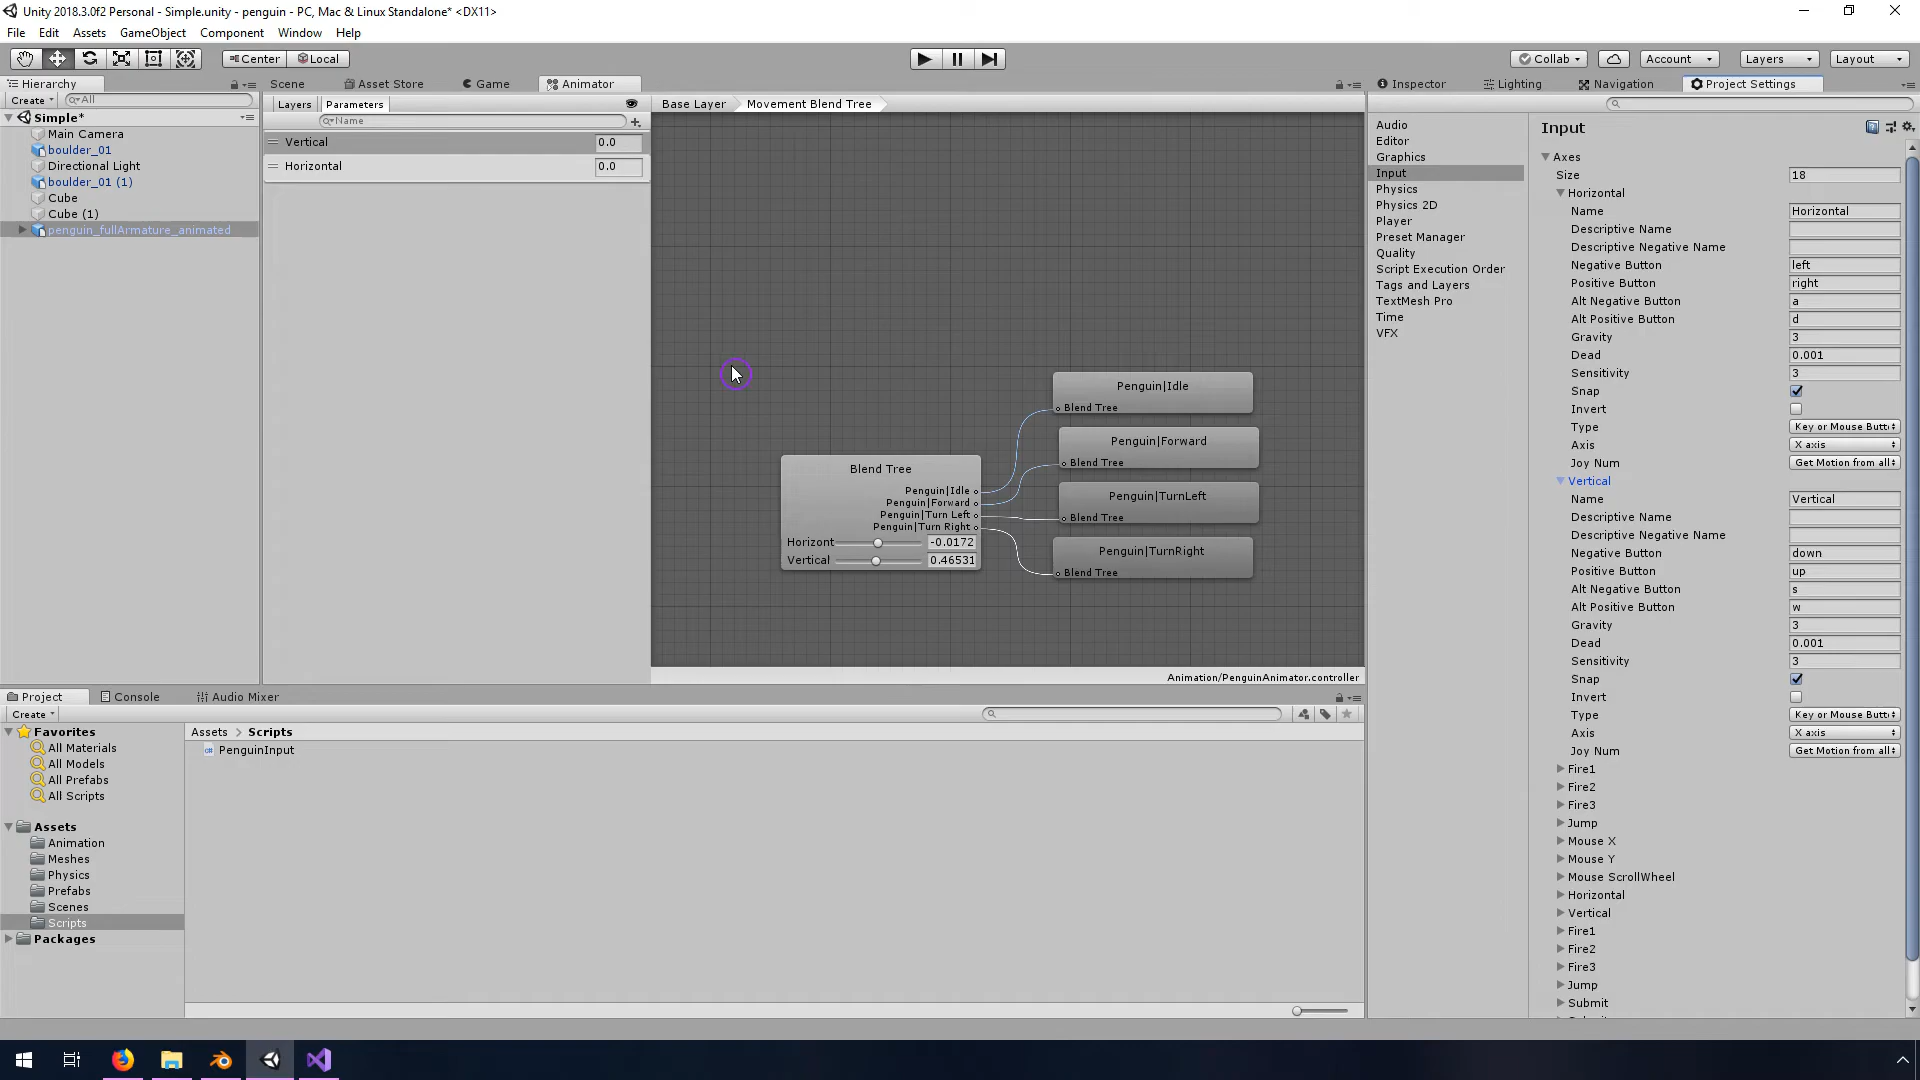 Unity 2018.3.0f2 Personal - Simple.unity - penguin - PC, Mac & Linux Standalone* <DX11>
File Edit Assets GameObject Component Window Help
Center Local Collab Account Layers Layout
Hierarchy
Create All
Simple*
Main Camera
boulder_01
Directional Light
boulder_01 (1)
Cube
Cube (1)
penguin_fullArmature_animated
Scene Asset Store Game Animator
Layers Parameters
Name
Vertical 0.0
Horizontal 0.0
Base Layer Movement Blend Tree
Blend Tree
Penguin|Idle
Penguin|Forward
Penguin|Turn Left
Penguin|Turn Right
Horizont -0.0172
Vertical 0.46531
Penguin|Idle
Blend Tree
Penguin|Forward
Blend Tree
Penguin|TurnLeft
Blend Tree
Penguin|TurnRight
Blend Tree
Animation/PenguinAnimator.controller
Inspector Lighting Navigation Project Settings
Audio
Editor
Graphics
Input
Physics
Physics 2D
Player
Preset Manager
Quality
Script Execution Order
Tags and Layers
TextMesh Pro
Time
VFX
Input
Axes
Size 18
Horizontal
Name Horizontal
Descriptive Name
Descriptive Negative Name
Negative Button left
Positive Button right
Alt Negative Button a
Alt Positive Button d
Gravity 3
Dead 0.001
Sensitivity 3
Snap
Invert
Type Key or Mouse Butt
Axis X axis
Joy Num Get Motion from all
Vertical
Name Vertical
Descriptive Name
Descriptive Negative Name
Negative Button down
Positive Button up
Alt Negative Button s
Alt Positive Button w
Gravity 3
Dead 0.001
Sensitivity 3
Snap
Invert
Type Key or Mouse Butt
Axis X axis
Joy Num Get Motion from all
Fire1
Fire2
Fire3
Jump
Mouse X
Mouse Y
Mouse ScrollWheel
Horizontal
Vertical
Fire1
Fire2
Fire3
Jump
Submit
Project Console Audio Mixer
Create
Favorites
All Materials
All Models
All Prefabs
All Scripts
Assets
Animation
Meshes
Physics
Prefabs
Scenes
Scripts
Packages
Assets > Scripts
PenguinInput